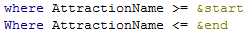 where AttractionName >= &start
Where AttractionName <= &end